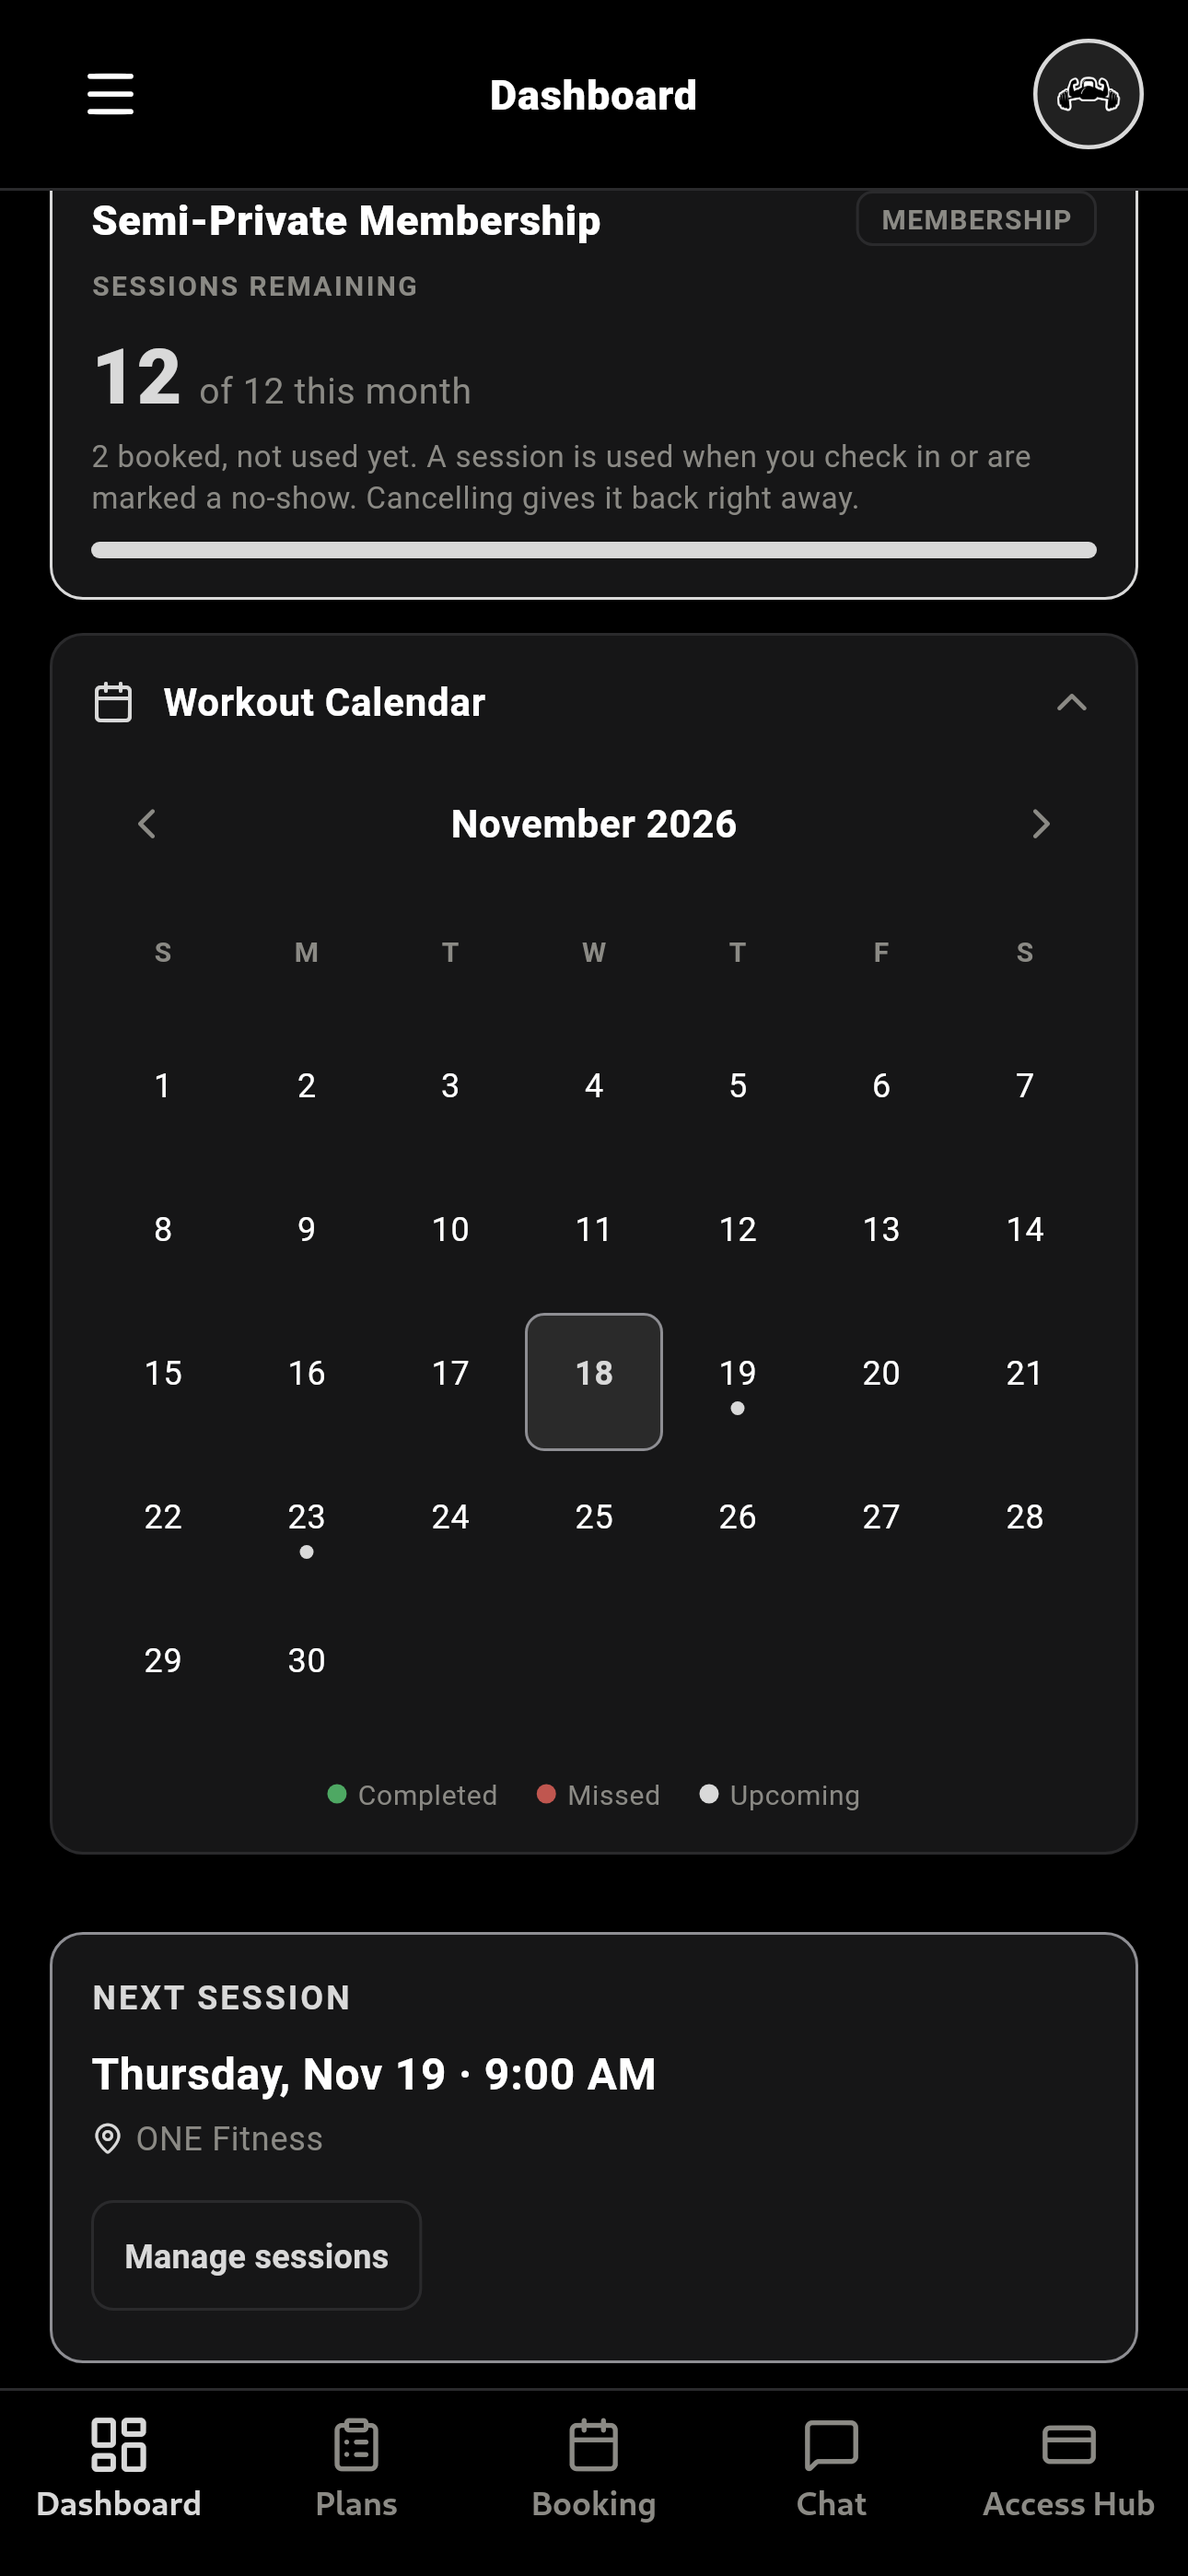 Dashboard
Semi-Private Membership
MEMBERSHIP
SESSIONS REMAINING
12 of 12 this month
2 booked, not used yet. A session is used when you check in or are
marked a no-show. Cancelling gives it back right away.
Workout Calendar
November 2026
S M T W T F S
1 2 3 4 5 6 7
8 9 10 11 12 13 14
15 16 17 18 19 20 21
22 23 24 25 26 27 28
29 30
Completed Missed Upcoming
NEXT SESSION
Thursday, Nov 19 · 9:00 AM
ONE Fitness
Manage sessions
Dashboard Plans Booking Chat Access Hub